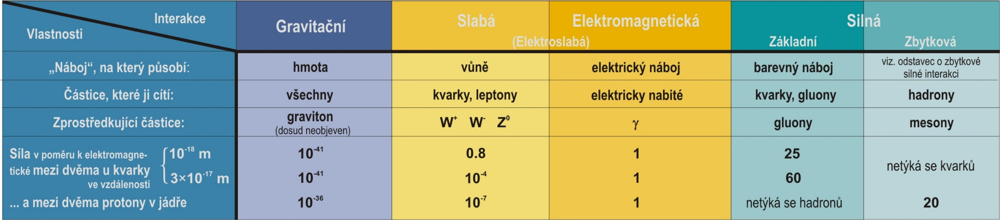 Interakce
Vlastnosti
Gravitační
Slabá
Elektromagnetická
(Elektroslabá)
Silná
Základní
Zbytková
„Náboj“, na který působí:
hmota
vůně
elektrický náboj
barevný náboj
viz. odstavec o zbytkové
silné interakci
Částice, které ji cítí:
všechny
kvarky, leptony
elektricky nabité
kvarky, gluony
hadrony
Zprostředkující částice:
graviton
(dosud neobjeven)
W⁺ W⁻ Z⁰
γ
gluony
mesony
Síla v poměru k elektromagne-
tické mezi dvěma u kvarky
ve vzdálenosti
10⁻¹⁸ m
10⁻⁴¹
0.8
1
25
3×10⁻¹⁷ m
10⁻⁴¹
10⁻⁴
1
60
netýká se kvarků
... a mezi dvěma protony v jádře
10⁻³⁶
10⁻⁷
1
netýká se hadronů
20